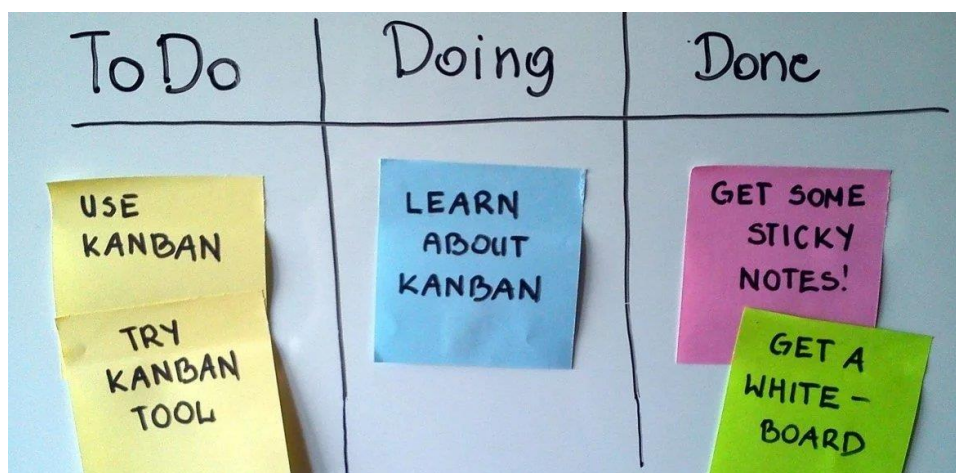 To Do
Doing
Done
USE
KANBAN
TRY
KANBAN
TOOL
LEARN
ABOUT
KANBAN
GET SOME
STICKY
NOTES!
GET A
WHITE-
BOARD